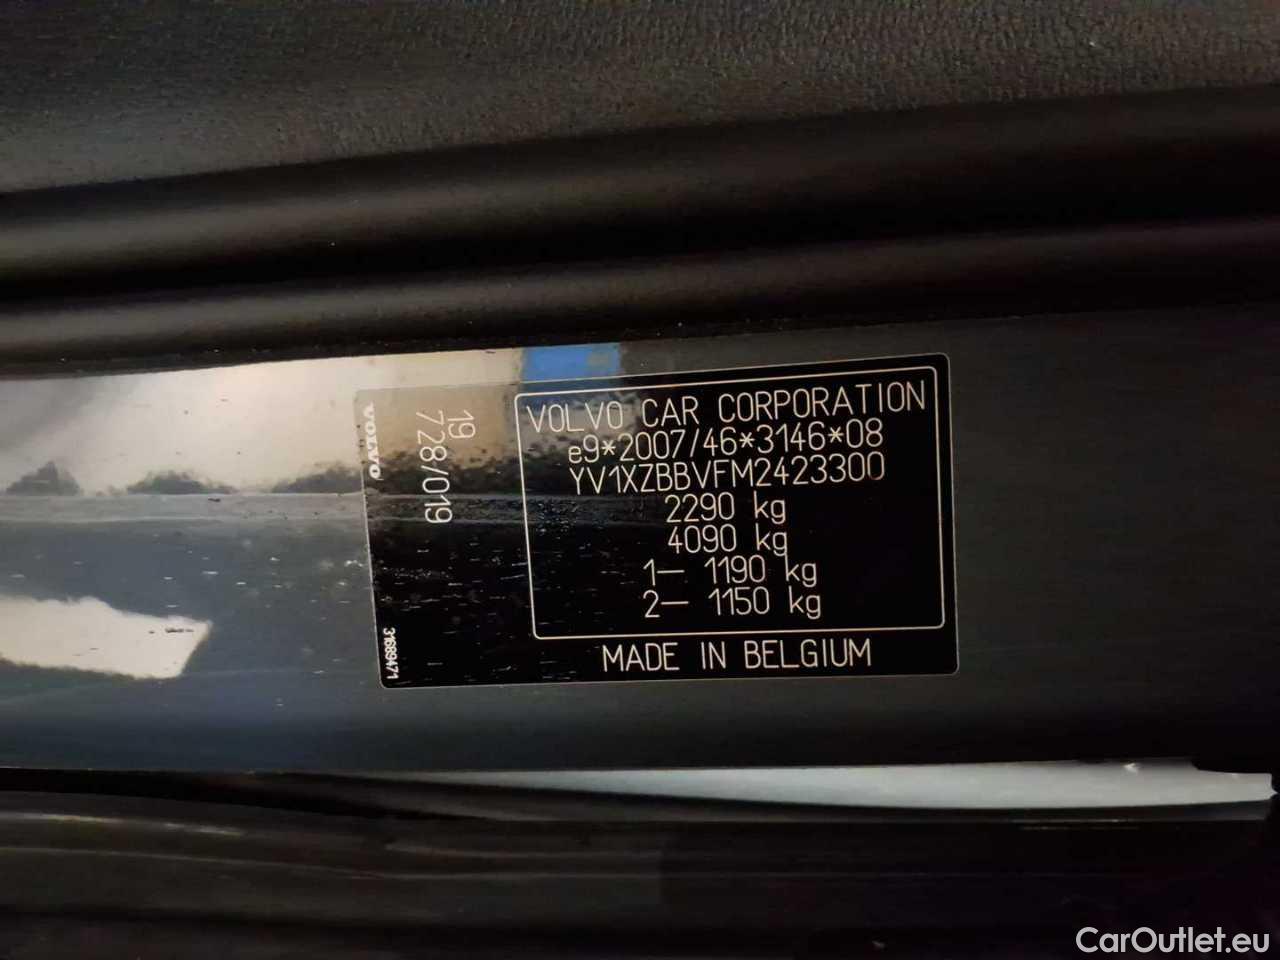 VOLVO
19
728/019
31689471
VOLVO CAR CORPORATION
e9*2007/46*3146*08
YV1XZBBVFM2423300
2290 kg
4090 kg
1— 1190 kg
2— 1150 kg
MADE IN BELGIUM
CarOutlet.eu